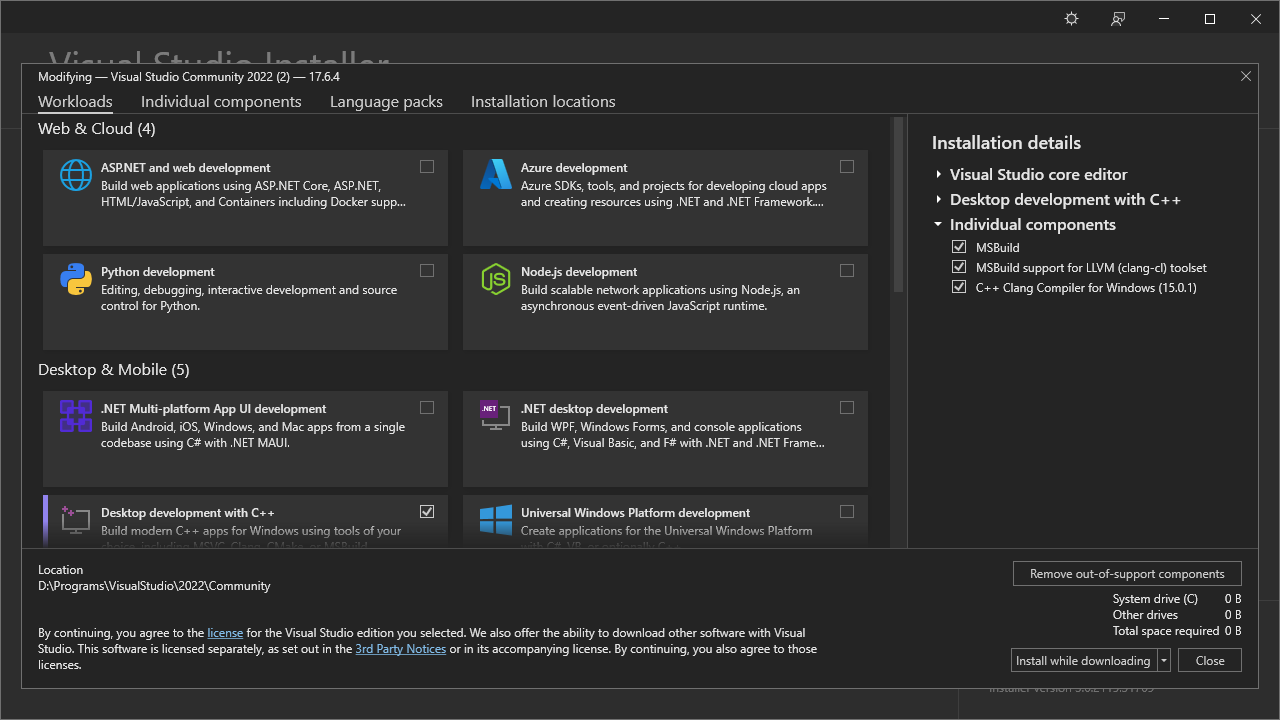 Visual Studio Installer
Modifying — Visual Studio Community 2022 (2) — 17.6.4
Workloads
Individual components
Language packs
Installation locations
Web & Cloud (4)
ASP.NET and web development
Build web applications using ASP.NET Core, ASP.NET,
HTML/JavaScript, and Containers including Docker supp...
Azure development
Azure SDKs, tools, and projects for developing cloud apps
and creating resources using .NET and .NET Framework....
Python development
Editing, debugging, interactive development and source
control for Python.
Node.js development
Build scalable network applications using Node.js, an
asynchronous event-driven JavaScript runtime.
Desktop & Mobile (5)
.NET Multi-platform App UI development
Build Android, iOS, Windows, and Mac apps from a single
codebase using C# with .NET MAUI.
.NET
.NET desktop development
Build WPF, Windows Forms, and console applications
using C#, Visual Basic, and F# with .NET and .NET Frame...
Desktop development with C++
Build modern C++ apps for Windows using tools of your
choice, including MSVC, Clang, CMake, or MSBuild.
Universal Windows Platform development
Create applications for the Universal Windows Platform
with C#, VB, or optionally C++.
Installation details
Visual Studio core editor
Desktop development with C++
Individual components
MSBuild
MSBuild support for LLVM (clang-cl) toolset
C++ Clang Compiler for Windows (15.0.1)
Location
D:\Programs\VisualStudio\2022\Community
By continuing, you agree to the license for the Visual Studio edition you selected. We also offer the ability to download other software with Visual
Studio. This software is licensed separately, as set out in the 3rd Party Notices or in its accompanying license. By continuing, you also agree to those
licenses.
Remove out-of-support components
System drive (C) 0 B
Other drives 0 B
Total space required 0 B
Install while downloading
Close